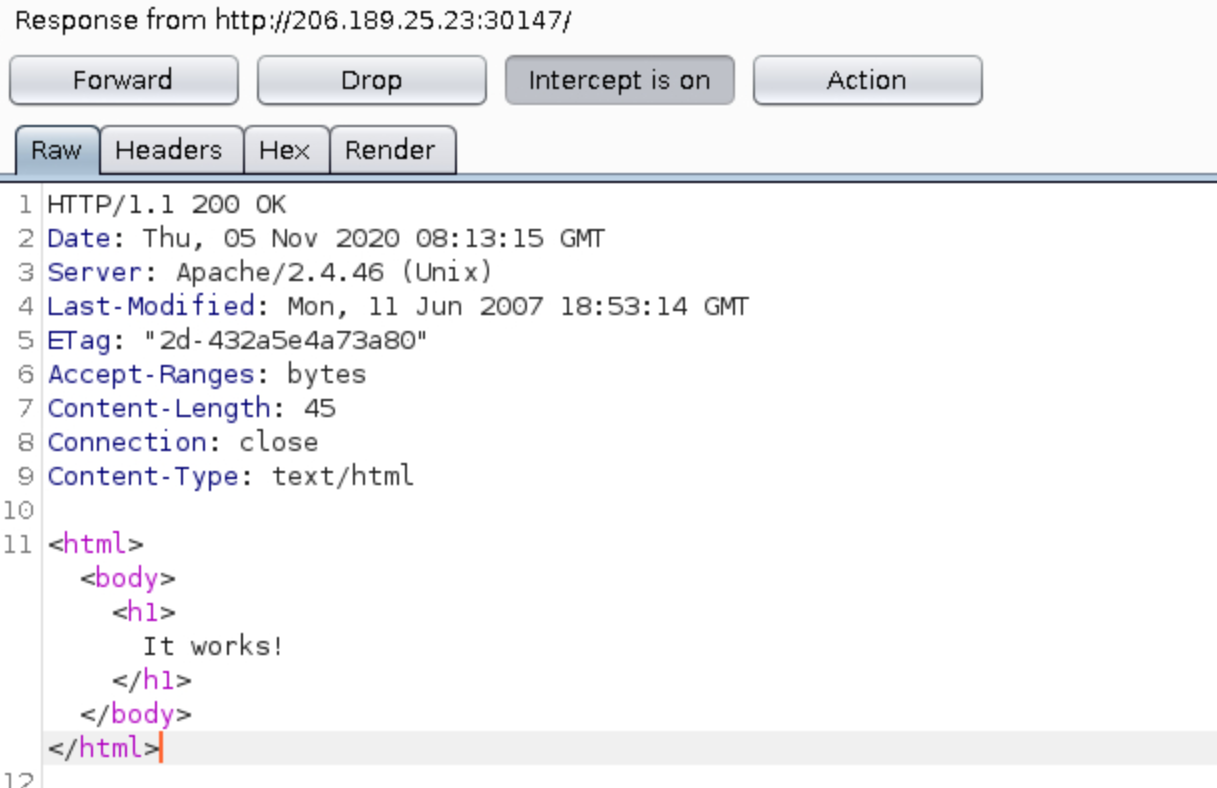 Response from http://206.189.25.23:30147/
Forward Drop Intercept is on Action
Raw Headers Hex Render
1 HTTP/1.1 200 OK
2 Date: Thu, 05 Nov 2020 08:13:15 GMT
3 Server: Apache/2.4.46 (Unix)
4 Last-Modified: Mon, 11 Jun 2007 18:53:14 GMT
5 ETag: "2d-432a5e4a73a80"
6 Accept-Ranges: bytes
7 Content-Length: 45
8 Connection: close
9 Content-Type: text/html
10
11 <html>
<body>
<h1>
It works!
</h1>
</body>
</html>
12